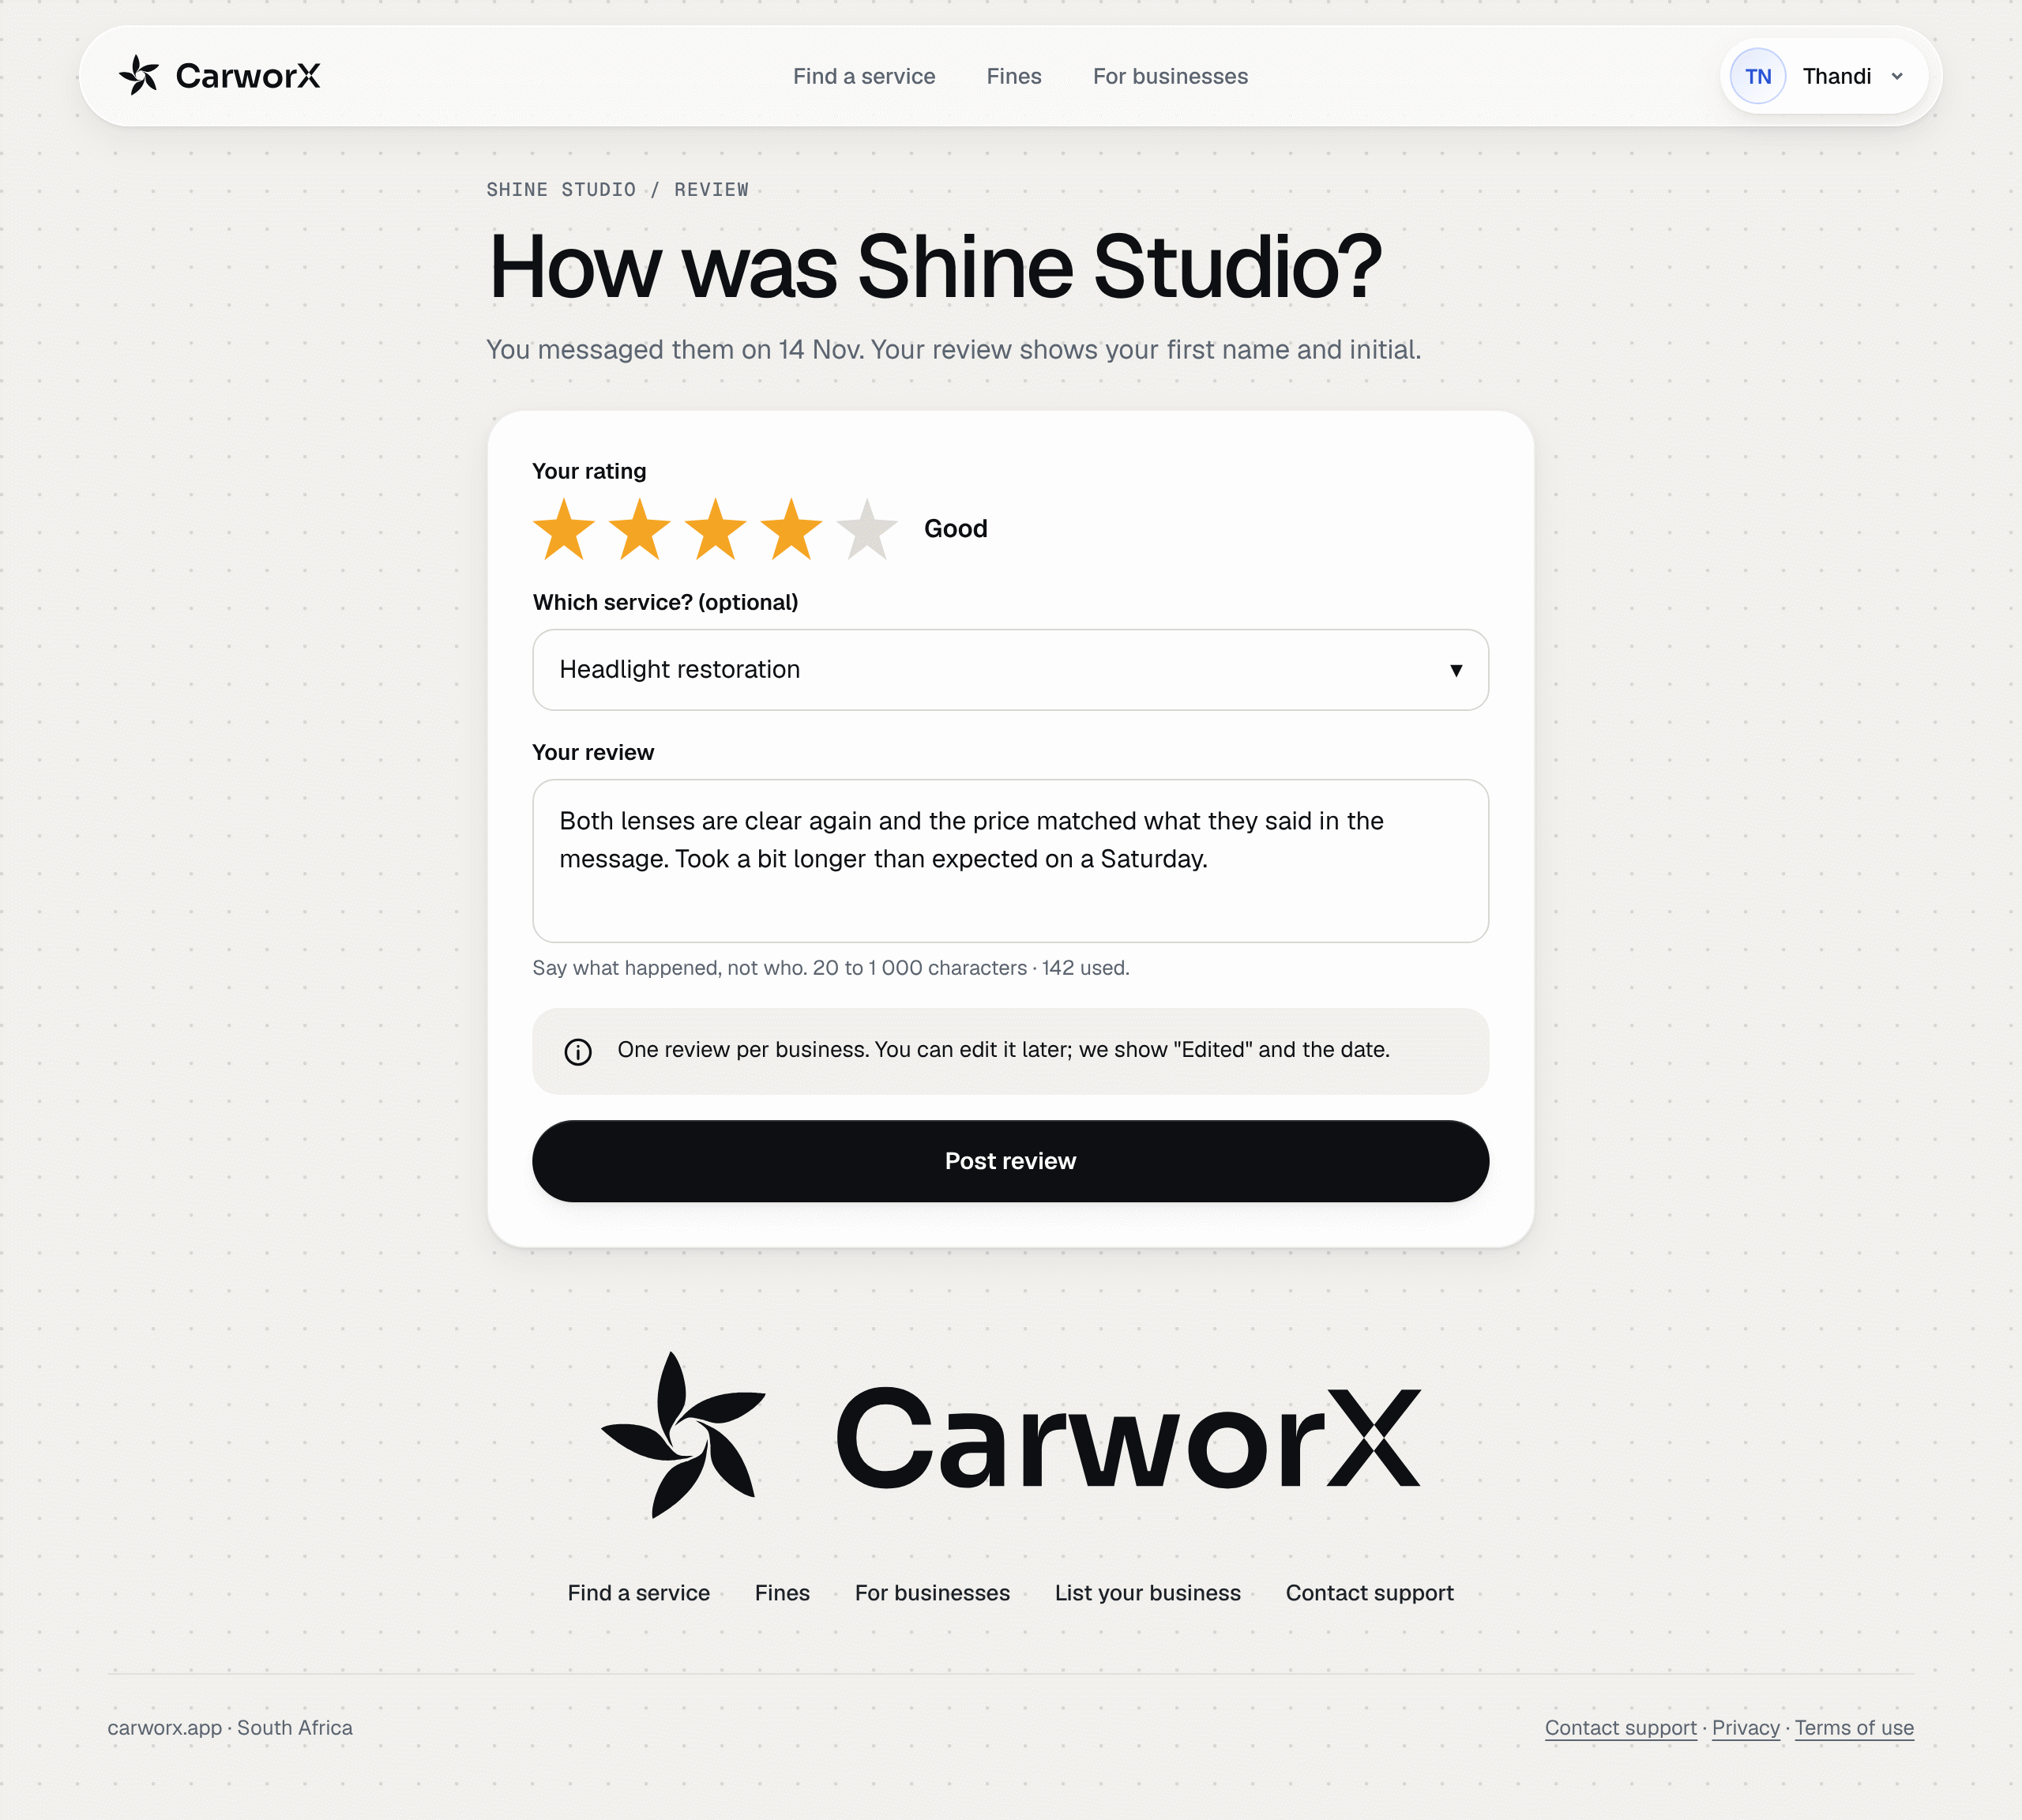 CarworX
Find a service
Fines
For businesses
TN
Thandi
SHINE STUDIO / REVIEW
How was Shine Studio?
You messaged them on 14 Nov. Your review shows your first name and initial.
Your rating
Good
Which service? (optional)
Headlight restoration
Your review
Both lenses are clear again and the price matched what they said in the
message. Took a bit longer than expected on a Saturday.
Say what happened, not who. 20 to 1 000 characters · 142 used.
One review per business. You can edit it later; we show "Edited" and the date.
Post review
CarworX
Find a service
Fines
For businesses
List your business
Contact support
carworx.app · South Africa
Contact support · Privacy · Terms of use